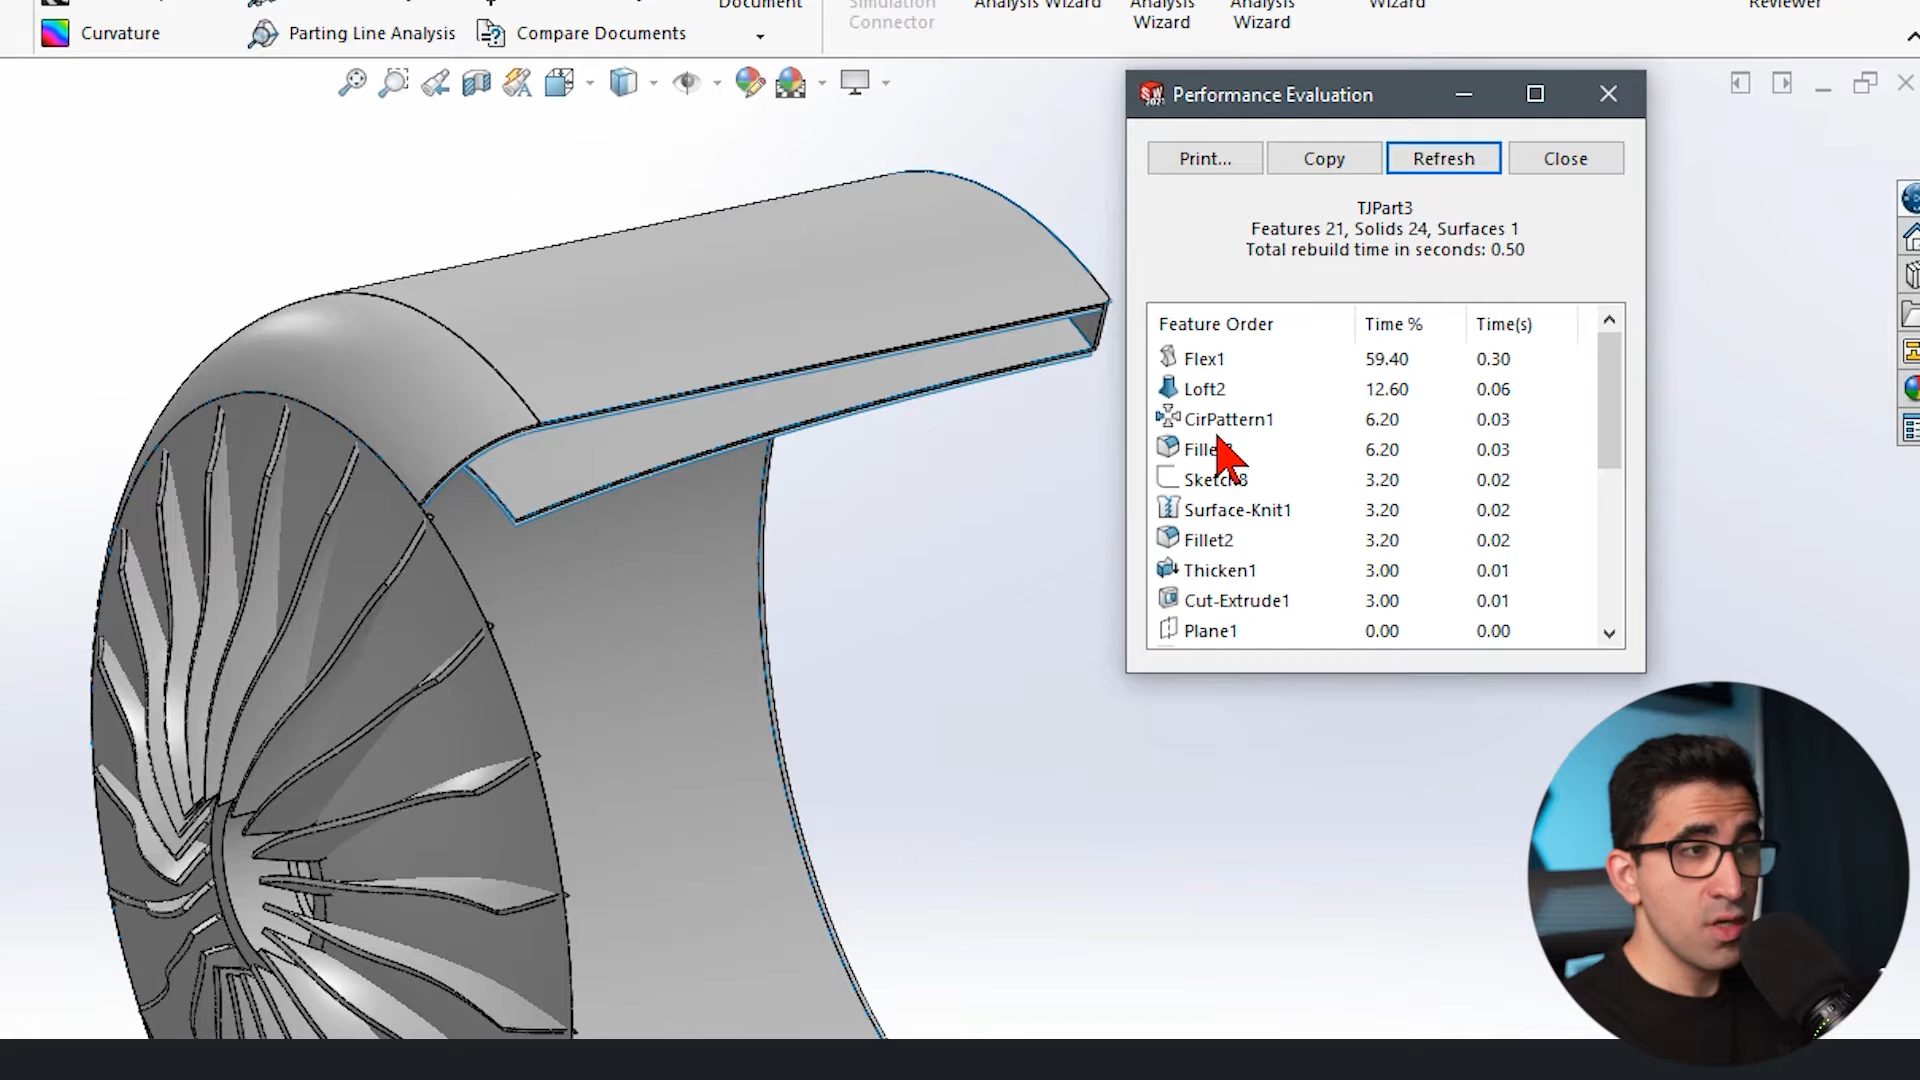 Document
Simulation
Connector
Analysis Wizard
Analysis
Wizard
Analysis
Wizard
Wizard
Reviewer
Curvature
Parting Line Analysis
Compare Documents
Performance Evaluation
Print...
Copy
Refresh
Close
TJPart3
Features 21, Solids 24, Surfaces 1
Total rebuild time in seconds: 0.50
Feature Order Time % Time(s)
Flex1 59.40 0.30
Loft2 12.60 0.06
CirPattern1 6.20 0.03
6.20 0.03
3.20 0.02
Surface-Knit1 3.20 0.02
Fillet2 3.20 0.02
Thicken1 3.00 0.01
Cut-Extrude1 3.00 0.01
Plane1 0.00 0.00